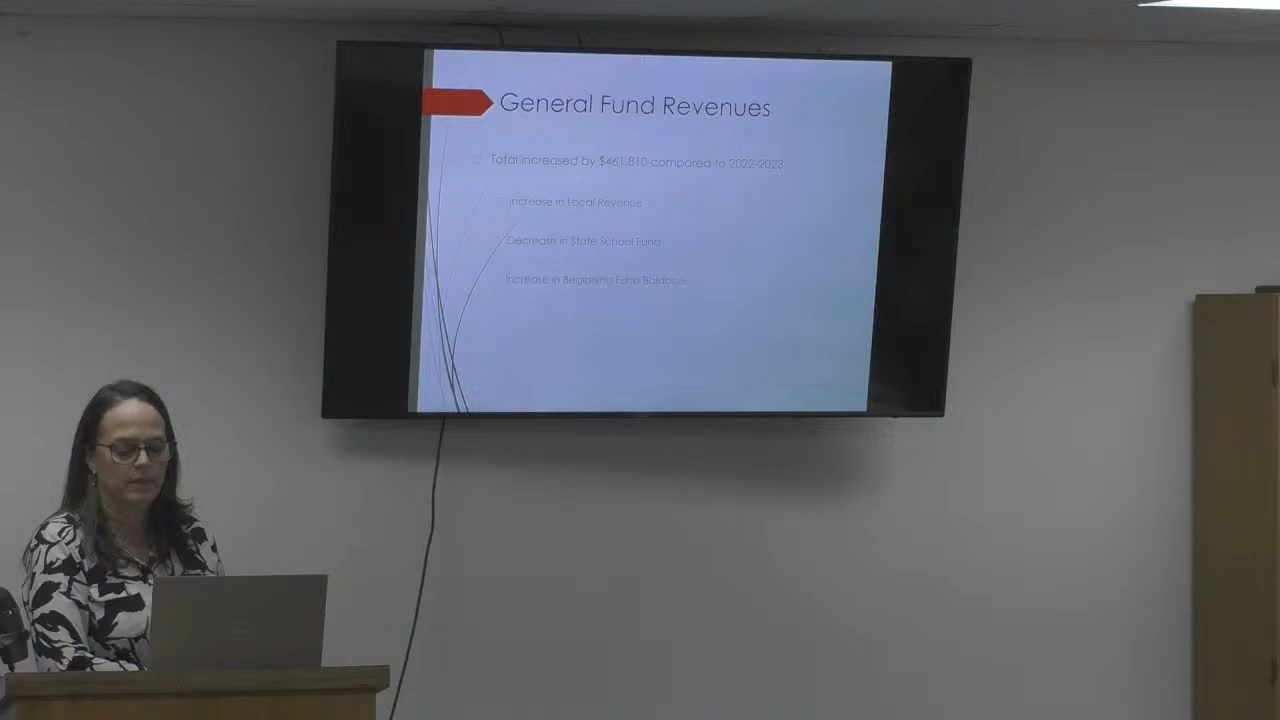 General Fund Revenues
Total increased by $461,810 compared to 2022-2023
Increase in Local Revenue
Decrease in State School Fund
Increase in Beginning Fund Balances